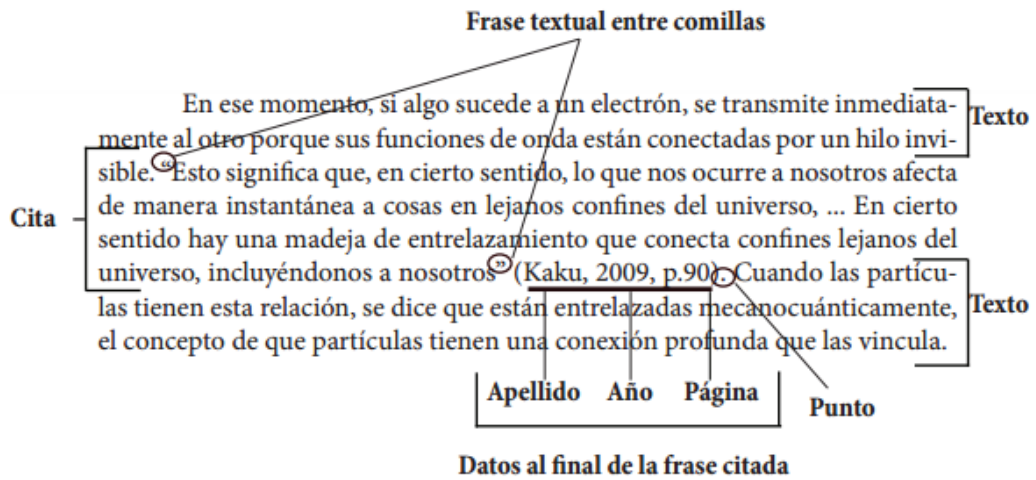 Frase textual entre comillas
En ese momento, si algo sucede a un electrón, se transmite inmediata-
mente al otro porque sus funciones de onda están conectadas por un hilo invi-
sible. “Esto significa que, en cierto sentido, lo que nos ocurre a nosotros afecta
de manera instantánea a cosas en lejanos confines del universo, ... En cierto
sentido hay una madeja de entrelazamiento que conecta confines lejanos del
universo, incluyéndonos a nosotros” (Kaku, 2009, p.90). Cuando las partícu-
las tienen esta relación, se dice que están entrelazadas mecanocuánticamente,
el concepto de que partículas tienen una conexión profunda que las vincula.
Texto
Cita
Texto
Apellido Año Página
Punto
Datos al final de la frase citada